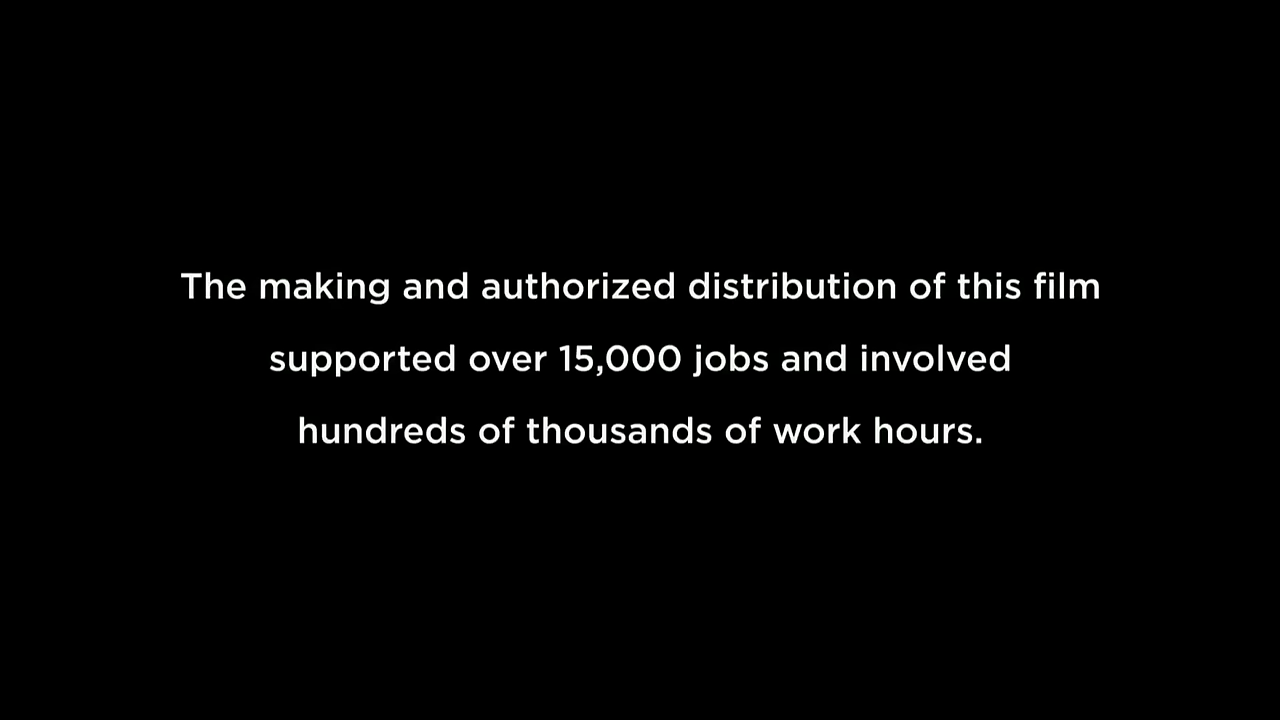 The making and authorized distribution of this film
supported over 15,000 jobs and involved
hundreds of thousands of work hours.